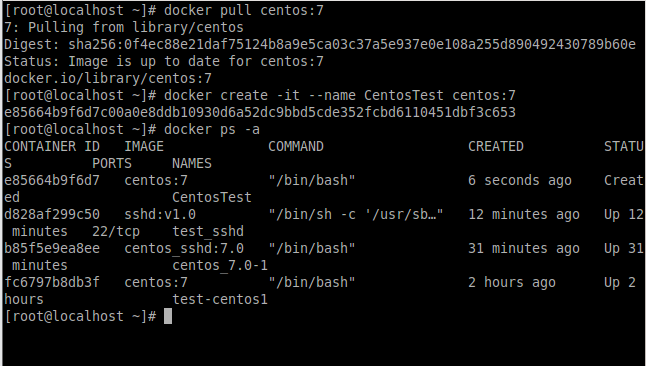 [root@localhost ~]# docker pull centos:7
7: Pulling from library/centos
Digest: sha256:0f4ec88e21daf75124b8a9e5ca03c37a5e937e0e108a255d890492430789b60e
Status: Image is up to date for centos:7
docker.io/library/centos:7
[root@localhost ~]# docker create -it --name CentosTest centos:7
e85664b9f6d7c00a0e8ddb10930d6a52dc9bbd5cde352fcbd6110451dbf3c653
[root@localhost ~]# docker ps -a
CONTAINER ID   IMAGE             COMMAND                  CREATED          STATU
S          PORTS     NAMES
e85664b9f6d7   centos:7          "/bin/bash"              6 seconds ago    Creat
ed                   CentosTest
d828af299c50   sshd:v1.0         "/bin/sh -c '/usr/sb…"   12 minutes ago   Up 12
 minutes   22/tcp    test_sshd
b85f5e9ea8ee   centos_sshd:7.0   "/bin/bash"              31 minutes ago   Up 31
 minutes             centos_7.0-1
fc6797b8db3f   centos:7          "/bin/bash"              2 hours ago      Up 2 
hours                test-centos1
[root@localhost ~]#